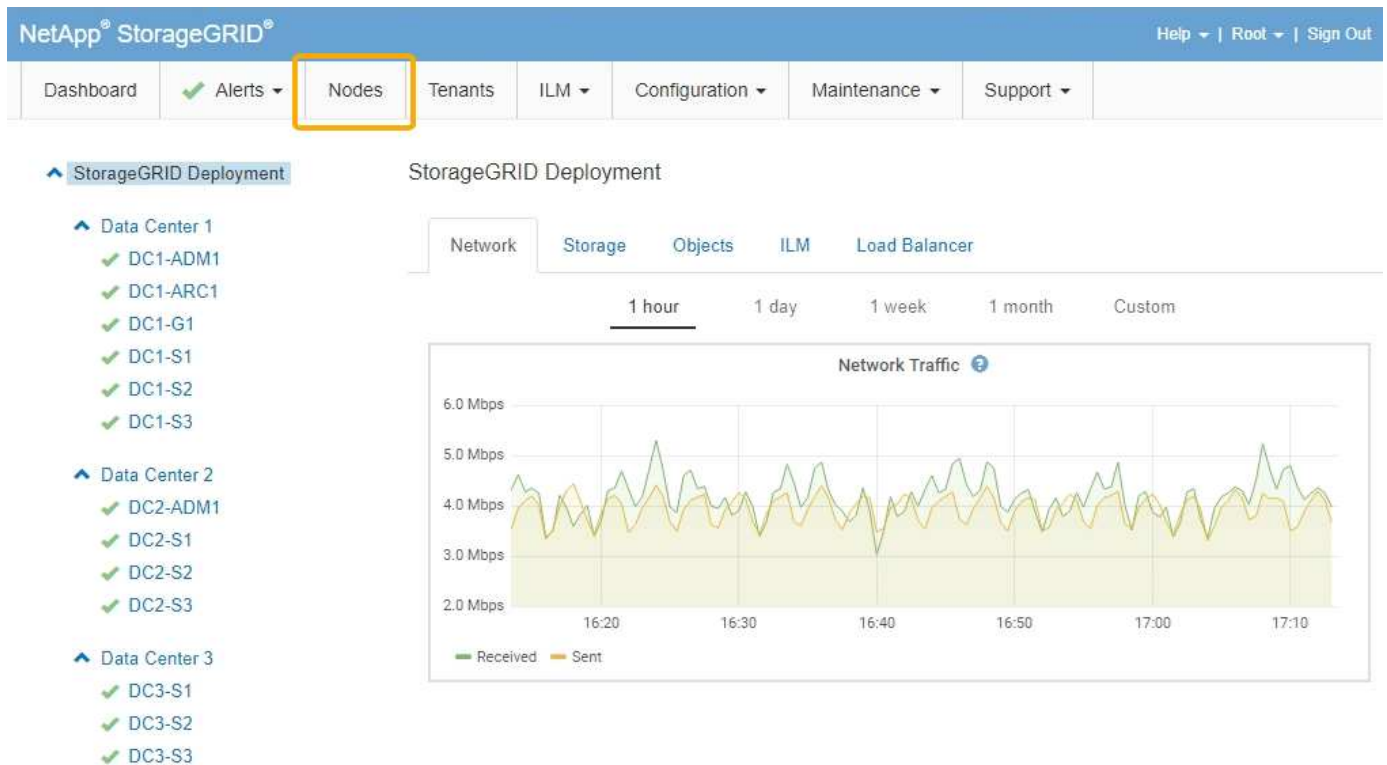 NetApp® StorageGRID®
Help | Root | Sign Out
Dashboard Alerts Nodes Tenants ILM Configuration Maintenance Support
StorageGRID Deployment
Data Center 1
DC1-ADM1
DC1-ARC1
DC1-G1
DC1-S1
DC1-S2
DC1-S3
Data Center 2
DC2-ADM1
DC2-S1
DC2-S2
DC2-S3
Data Center 3
DC3-S1
DC3-S2
DC3-S3
StorageGRID Deployment
Network Storage Objects ILM Load Balancer
1 hour 1 day 1 week 1 month Custom
Network Traffic ?
6.0 Mbps
5.0 Mbps
4.0 Mbps
3.0 Mbps
2.0 Mbps
16:20 16:30 16:40 16:50 17:00 17:10
Received Sent